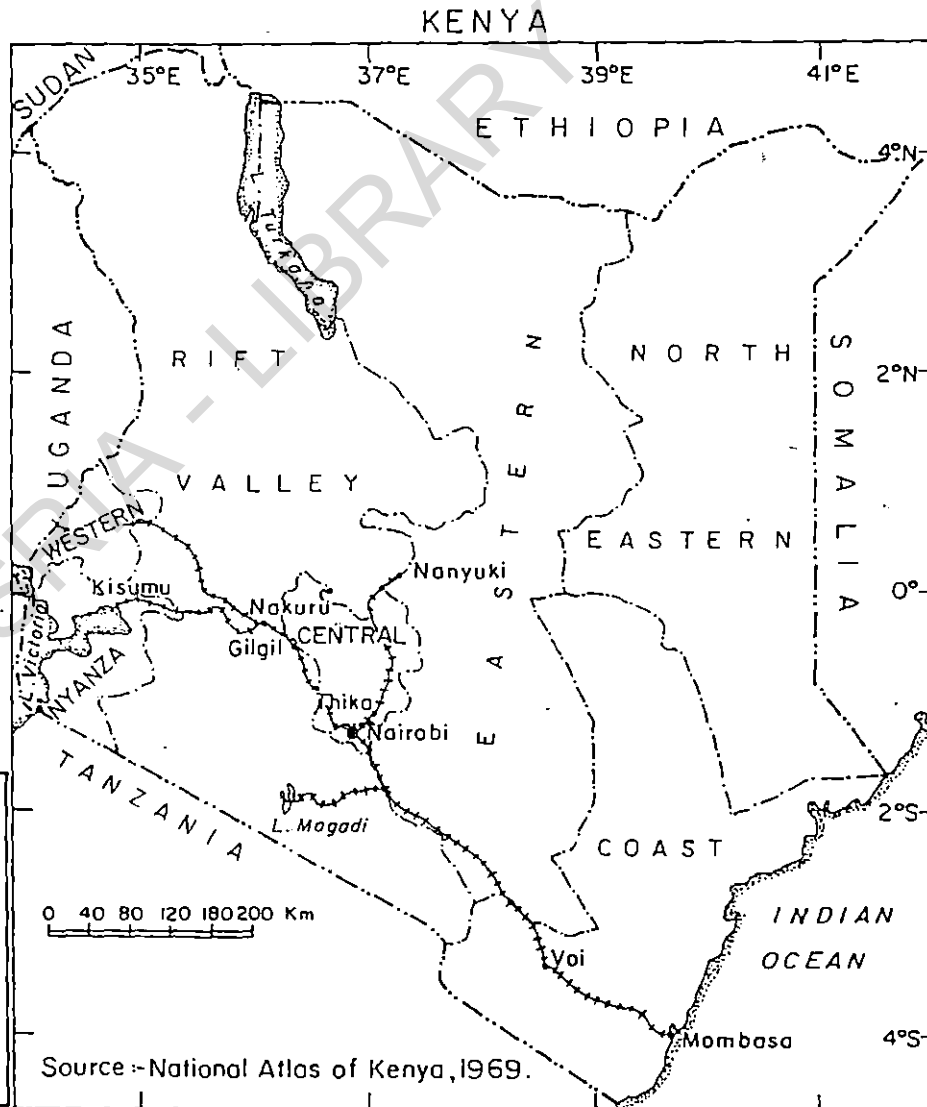 KENYA
35°E
37°E
39°E
41°E
SUDAN
ETHIOPIA
4°N
L. Turkana
UGANDA
RIFT
VALLEY
EASTERN
NORTH
EASTERN
SOMALIA
2°N
WESTERN
Kisumu
Nanyuki
0°
Nakuru
L. Victoria
Gilgil
CENTRAL
NYANZA
Thika
Nairobi
TANZANIA
L. Magadi
2°S
COAST
0 40 80 120 180 200 Km
INDIAN
OCEAN
Voi
Mombasa
4°S
Source :- National Atlas of Kenya, 1969.
RIA - LIBRARY